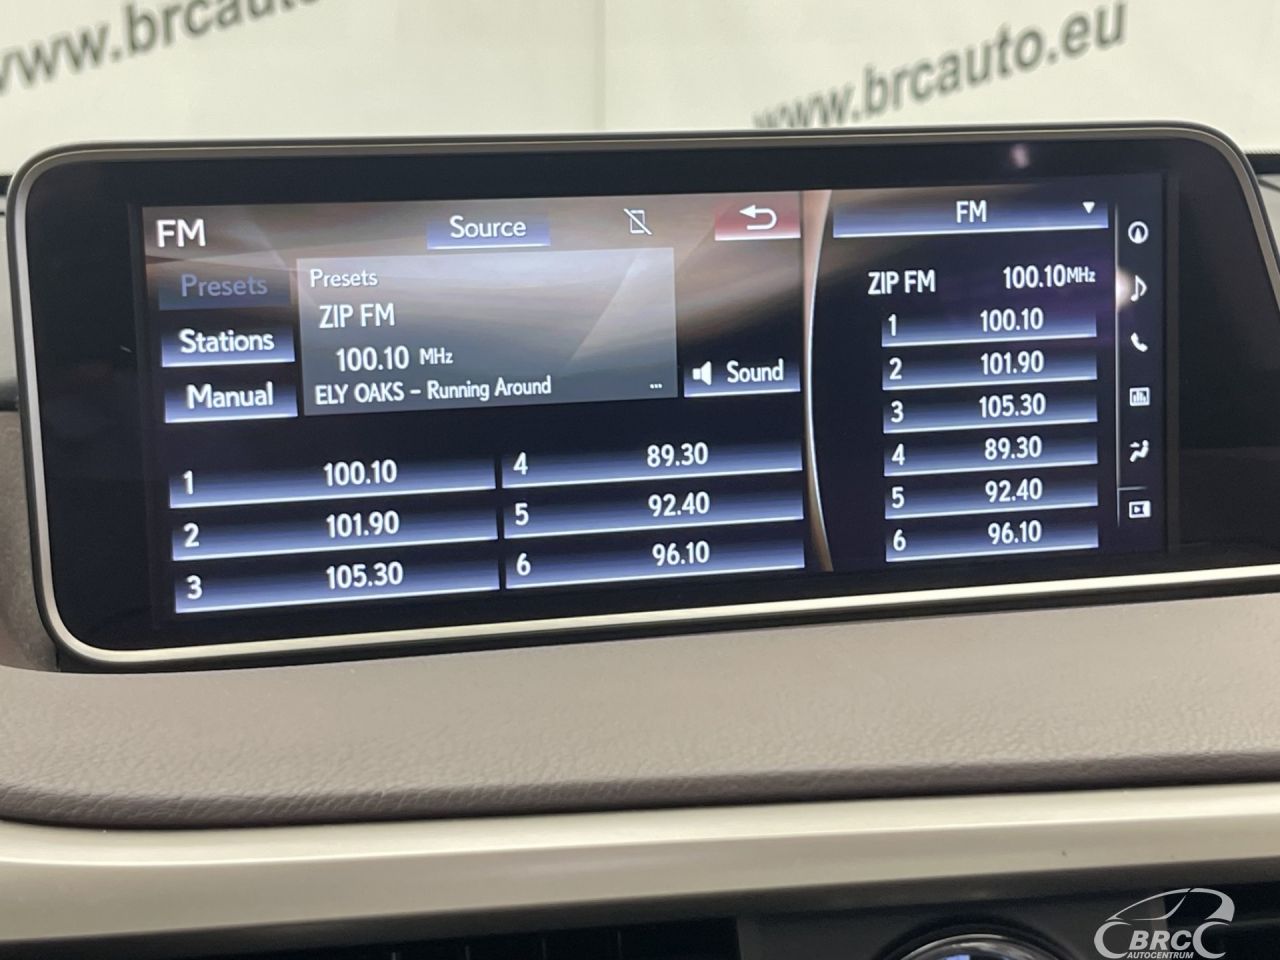 www.brcauto
www.brcauto.eu
FM
Source
Presets
Stations
Manual
Presets
ZIP FM
100.10 MHz
ELY OAKS – Running Around
...
Sound
1 100.10
2 101.90
3 105.30
4 89.30
5 92.40
6 96.10
FM
ZIP FM 100.10MHz
1 100.10
2 101.90
3 105.30
4 89.30
5 92.40
6 96.10
BRC
AUTOCENTRUM